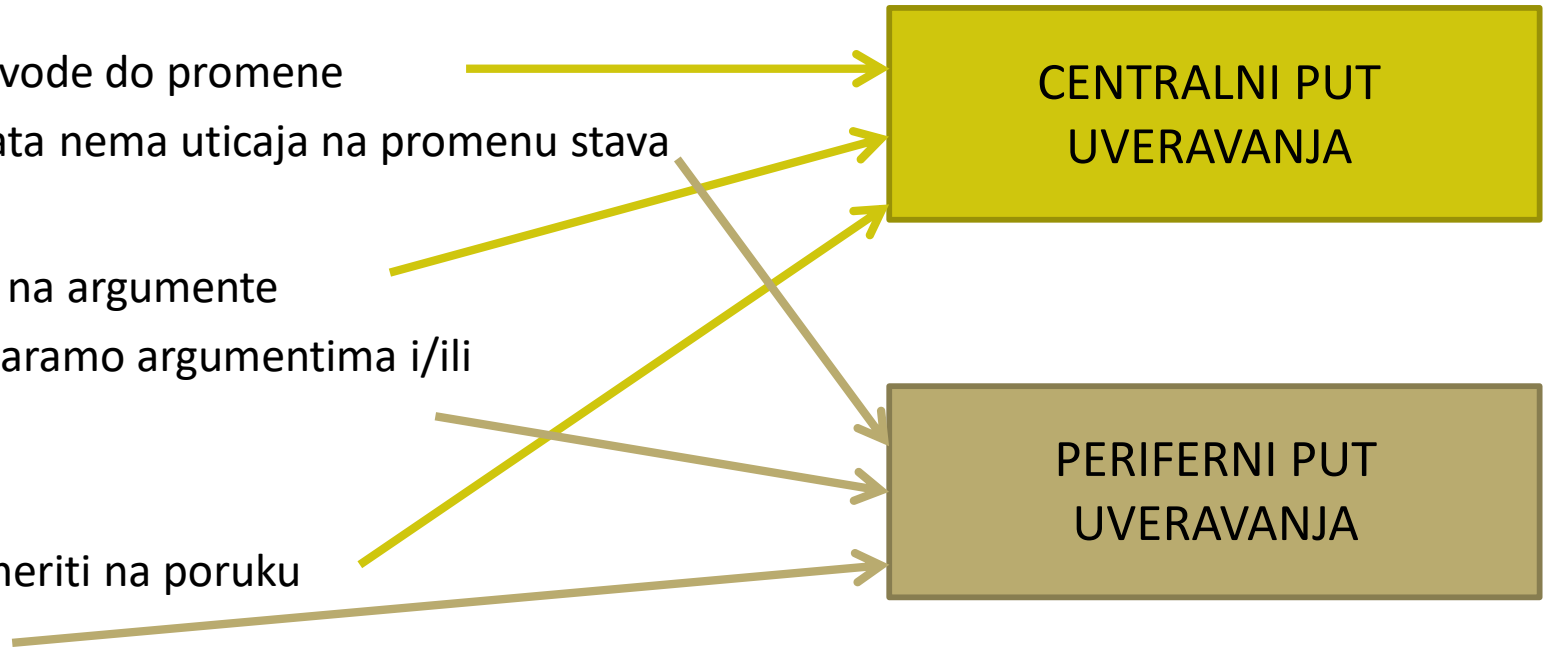 vode do promene
ata nema uticaja na promenu stava
na argumente
aramo argumentima i/ili
neriti na poruku
CENTRALNI PUT
UVERAVANJA
PERIFERNI PUT
UVERAVANJA